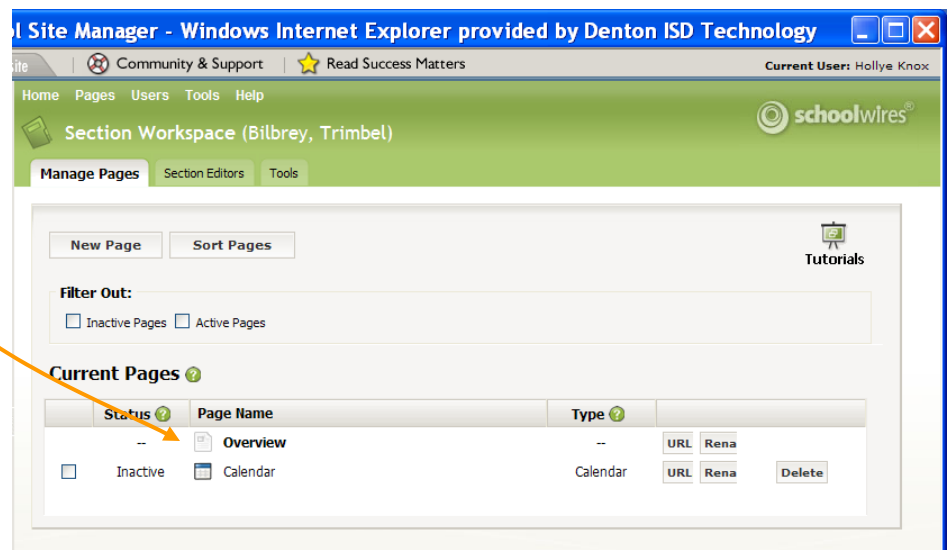 l Site Manager - Windows Internet Explorer provided by Denton ISD Technology
ite Community & Support Read Success Matters Current User: Hollye Knox
Home Pages Users Tools Help
schoolwires®
Section Workspace (Bilbrey, Trimbel)
Manage Pages Section Editors Tools
New Page Sort Pages
Tutorials
Filter Out:
Inactive Pages Active Pages
Current Pages ?
Status ? Page Name Type ?
-- Overview -- URL Rena
Inactive Calendar Calendar URL Rena Delete